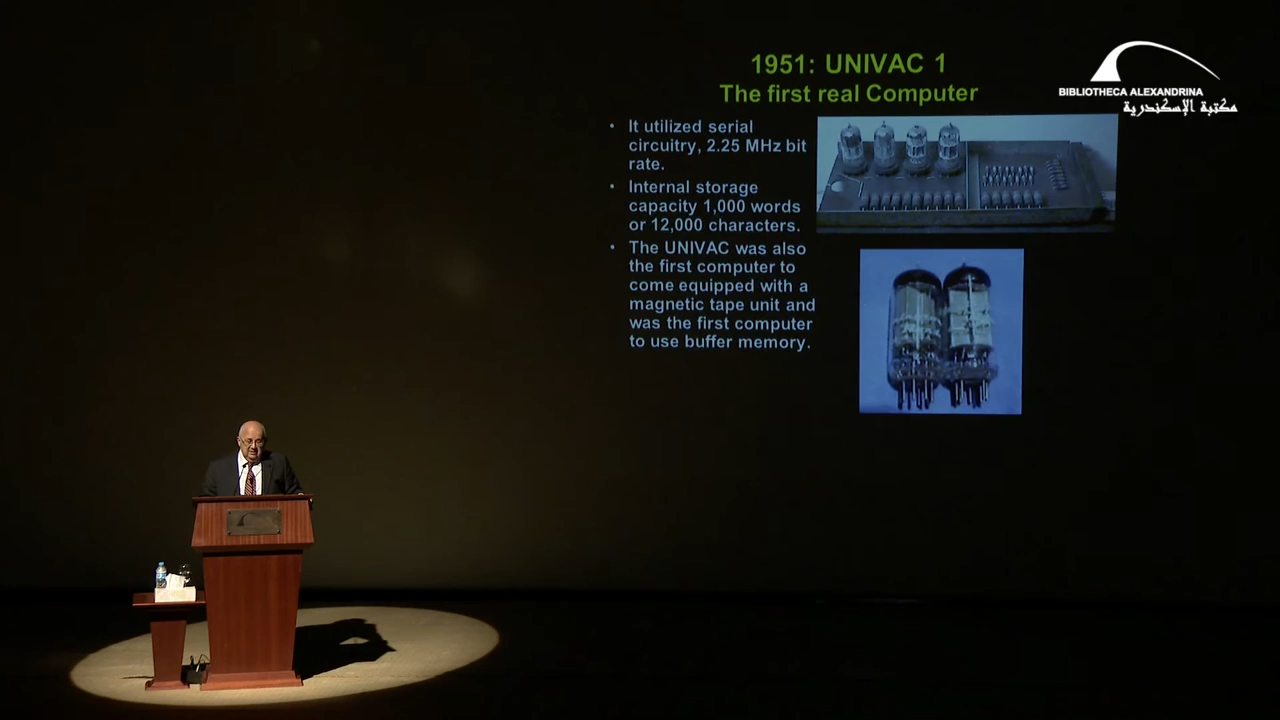 1951: UNIVAC 1
The first real Computer
• It utilized serial
circuitry, 2.25 MHz bit
rate.
• Internal storage
capacity 1,000 words
or 12,000 characters.
• The UNIVAC was also
the first computer to
come equipped with a
magnetic tape unit and
was the first computer
to use buffer memory.
BIBLIOTHECA ALEXANDRINA
مكتبة الإسكندرية